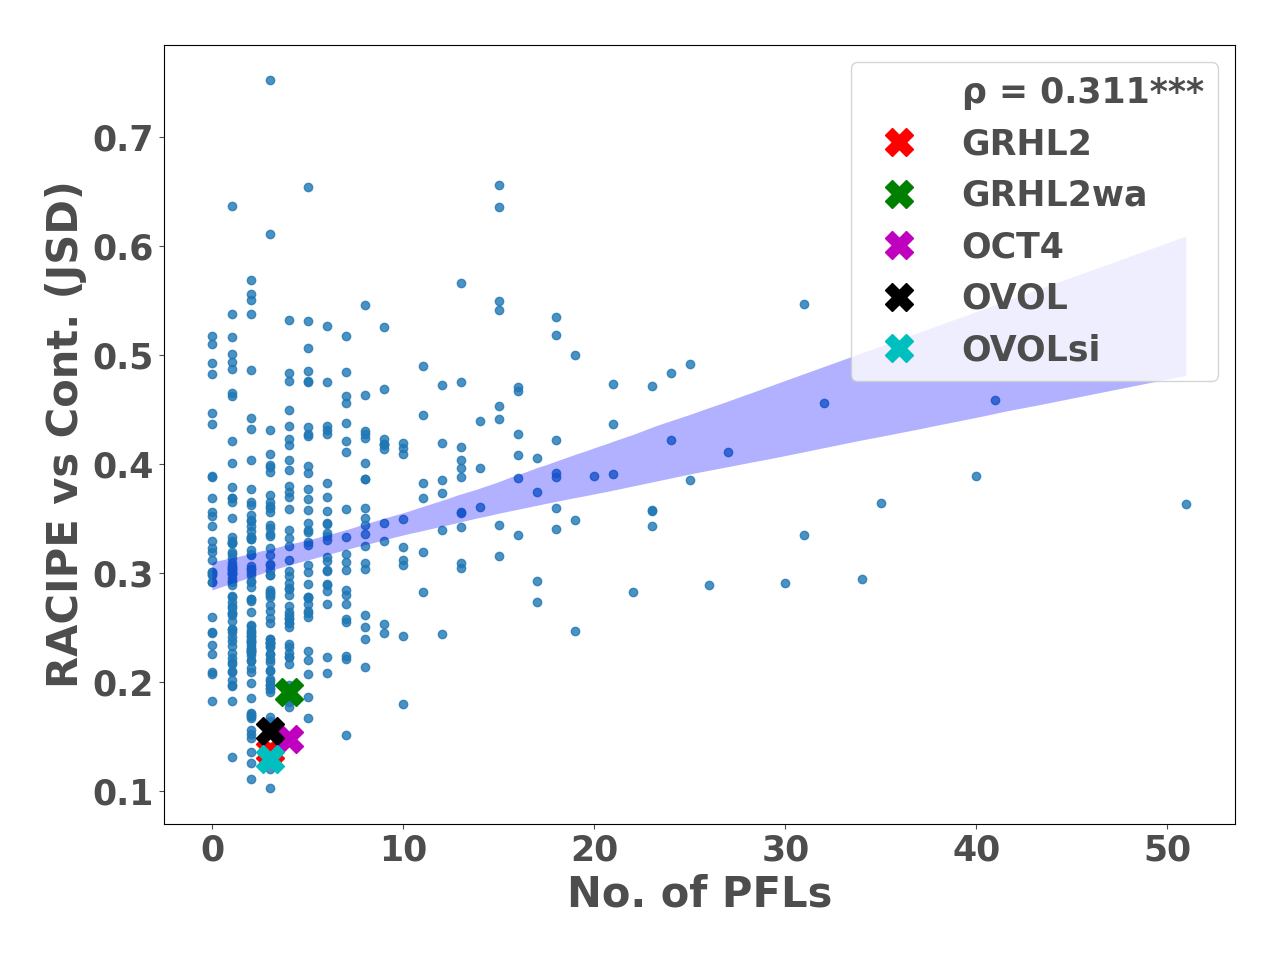 ρ = 0.311***
GRHL2
GRHL2wa
OCT4
OVOL
OVOLsi
RACIPE vs Cont. (JSD)
0.7
0.6
0.5
0.4
0.3
0.2
0.1
0 10 20 30 40 50
No. of PFLs